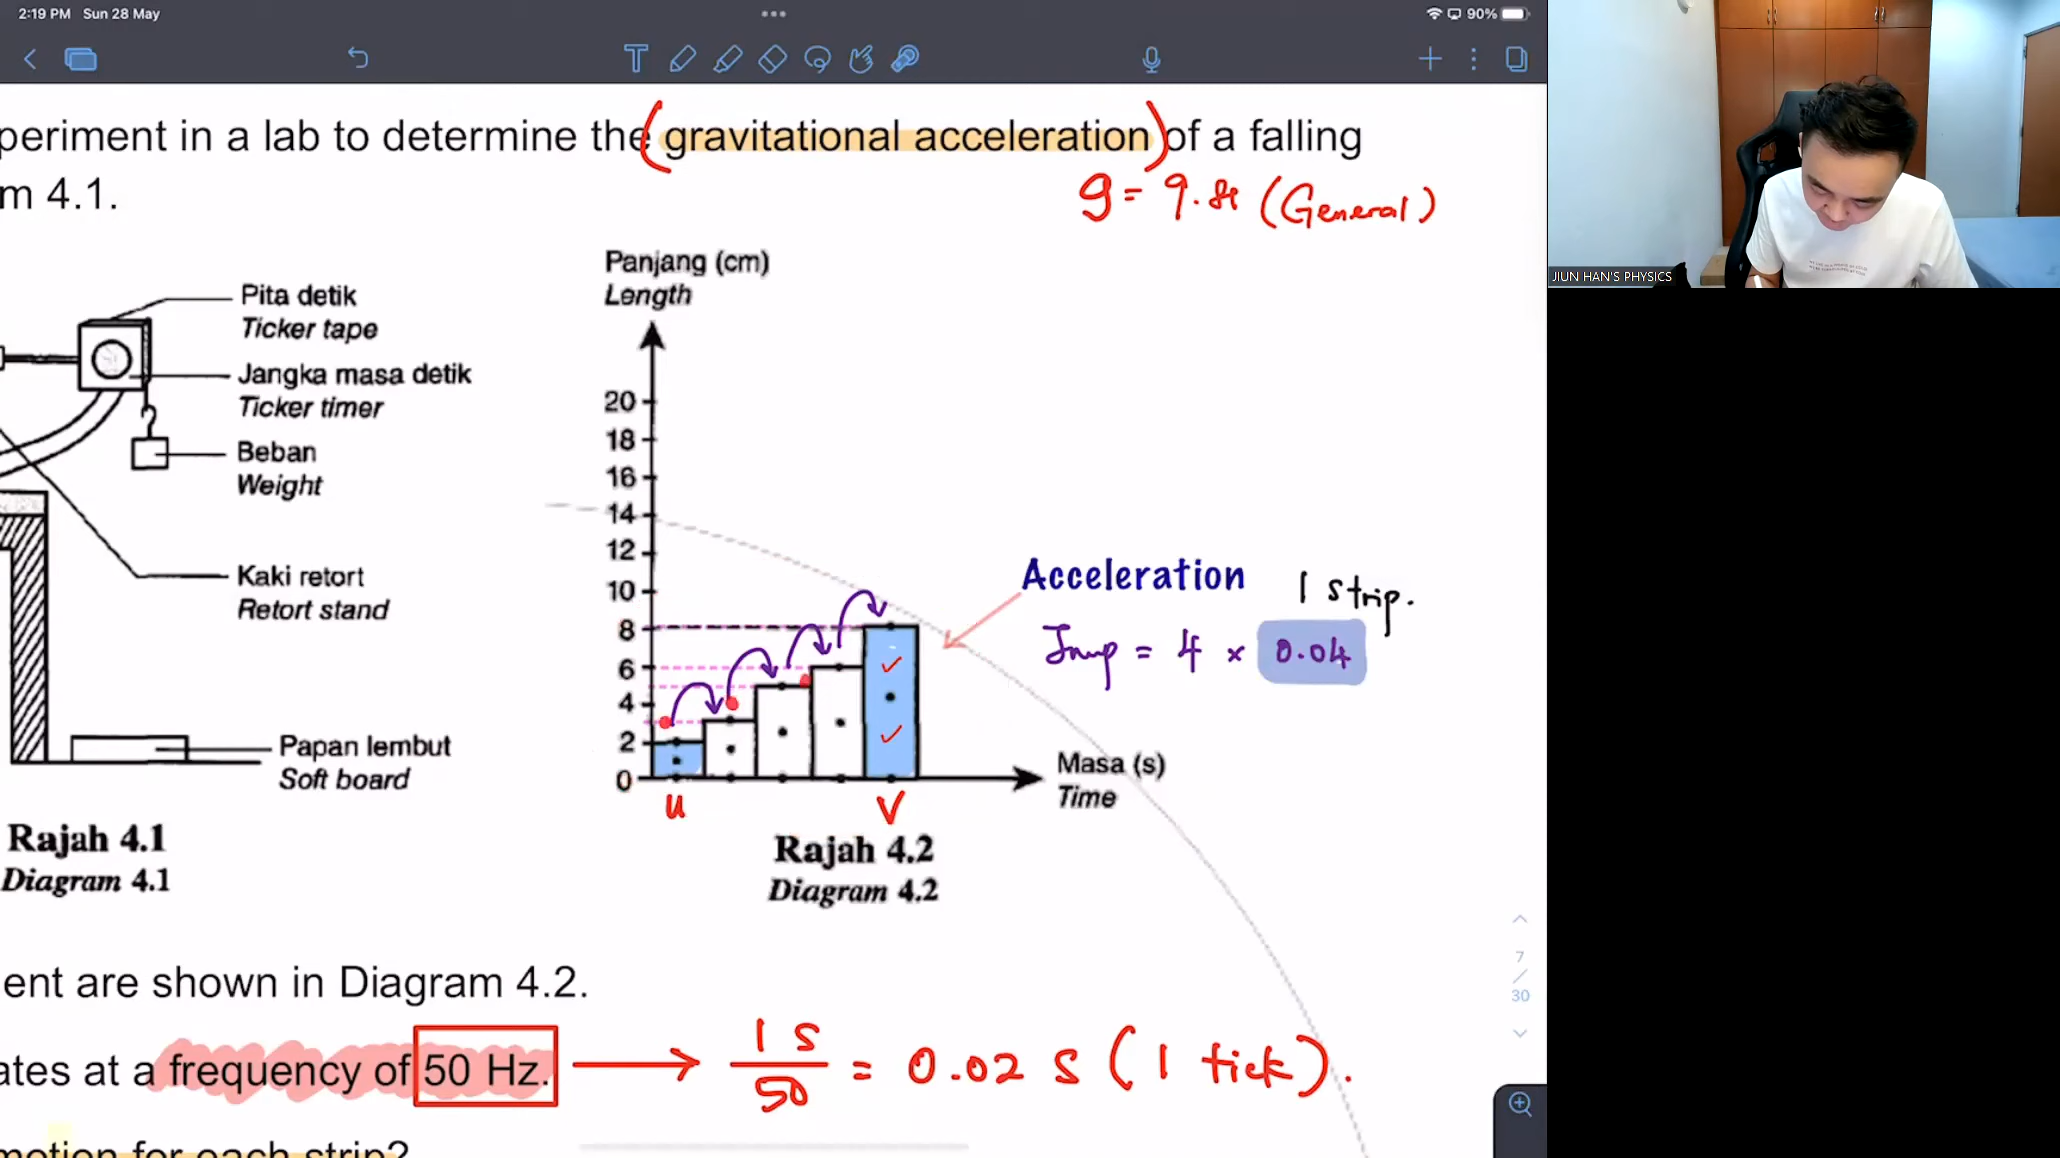 2:19 PM Sun 28 May
90%
periment in a lab to determine the (gravitational acceleration) of a falling
m 4.1.
g = 9.81 (General)
JIUN HAN'S PHYSICS
Pita detik
Ticker tape
Jangka masa detik
Ticker timer
Beban
Weight
Kaki retort
Retort stand
Papan lembut
Soft board
Rajah 4.1
Diagram 4.1
Panjang (cm)
Length
20
18
16
14
12
10
8
6
4
2
0
u
v
Masa (s)
Time
Rajah 4.2
Diagram 4.2
Acceleration
1 strip.
Jump = 4 × 0.04
7
/
30
ent are shown in Diagram 4.2.
ates at a frequency of 50 Hz. → 1 s / 50 = 0.02 s (1 tick).
motion for each strip?